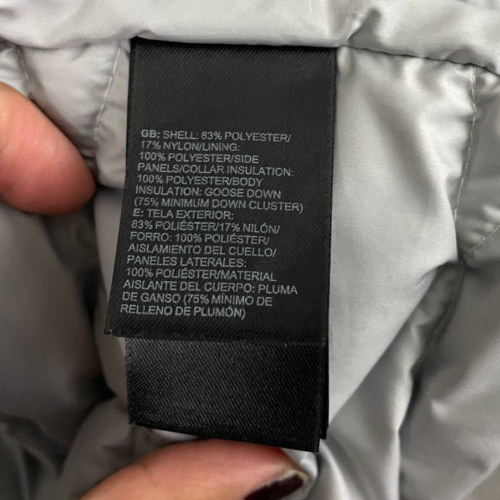 GB: SHELL: 83% POLYESTER/
17% NYLON/LINING:
100% POLYESTER/SIDE
PANELS/COLLAR INSULATION:
100% POLYESTER/BODY
INSULATION: GOOSE DOWN
(75% MINIMUM DOWN CLUSTER)
E: TELA EXTERIOR:
83% POLIÉSTER/17% NILÓN/
FORRO: 100% POLIÉSTER/
AISLAMIENTO DEL CUELLO/
PANELES LATERALES:
100% POLIÉSTER/MATERIAL
AISLANTE DEL CUERPO: PLUMA
DE GANSO (75% MÍNIMO DE
RELLENO DE PLUMÓN)